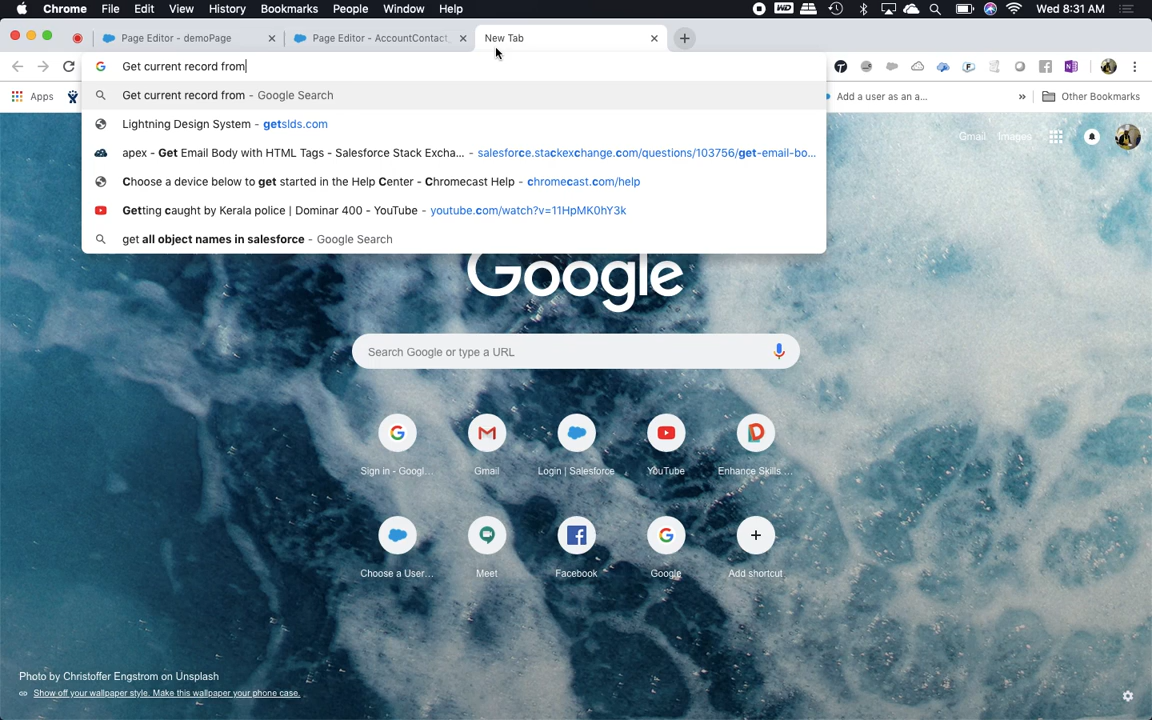 Chrome File Edit View History Bookmarks People Window Help
Wed 8:31 AM
Page Editor - demoPage
Page Editor - AccountContact
New Tab
Get current record from
Apps
Add a user as an a...
»
Other Bookmarks
Get current record from - Google Search
Lightning Design System - getslds.com
apex - Get Email Body with HTML Tags - Salesforce Stack Excha... - salesforce.stackexchange.com/questions/103756/get-email-bo...
Choose a device below to get started in the Help Center - Chromecast Help - chromecast.com/help
Getting caught by Kerala police | Dominar 400 - YouTube - youtube.com/watch?v=11HpMK0hY3k
get all object names in salesforce - Google Search
Gmail Images
Google
Search Google or type a URL
Sign in - Googl...
Gmail
Login | Salesforce
YouTube
Enhance Skills ...
Choose a User...
Meet
Facebook
Google
Add shortcut
Photo by Christoffer Engstrom on Unsplash
Show off your wallpaper style. Make this wallpaper your phone case.